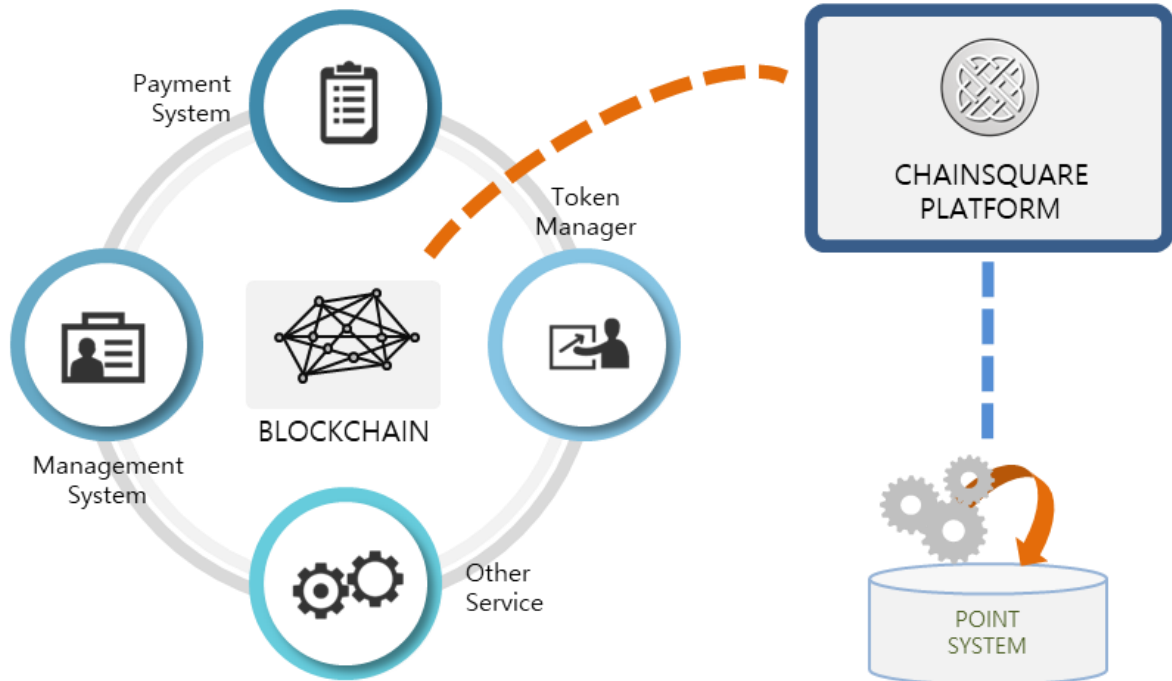 Payment
System
Token
Manager
BLOCKCHAIN
Management
System
Other
Service
CHAINSQUARE
PLATFORM
POINT
SYSTEM